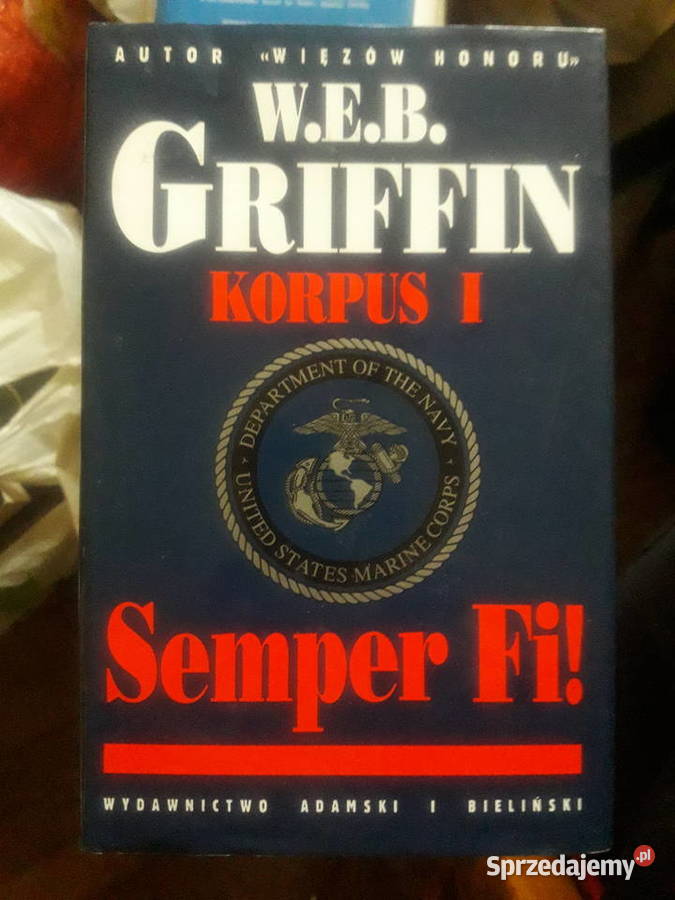 AUTOR «WIĘZÓW HONORU»
W.E.B.
GRIFFIN
KORPUS I
DEPARTMENT OF THE NAVY
UNITED STATES MARINE CORPS
Semper Fi!
WYDAWNICTWO ADAMSKI I BIELIŃSKI
Sprzedajemy.pl